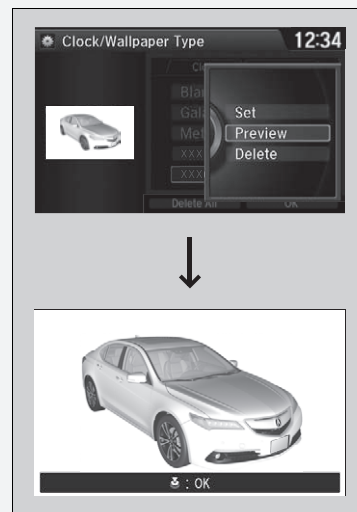 Clock/Wallpaper Type
12:34
Set
Preview
Delete
Delete All
OK
: OK